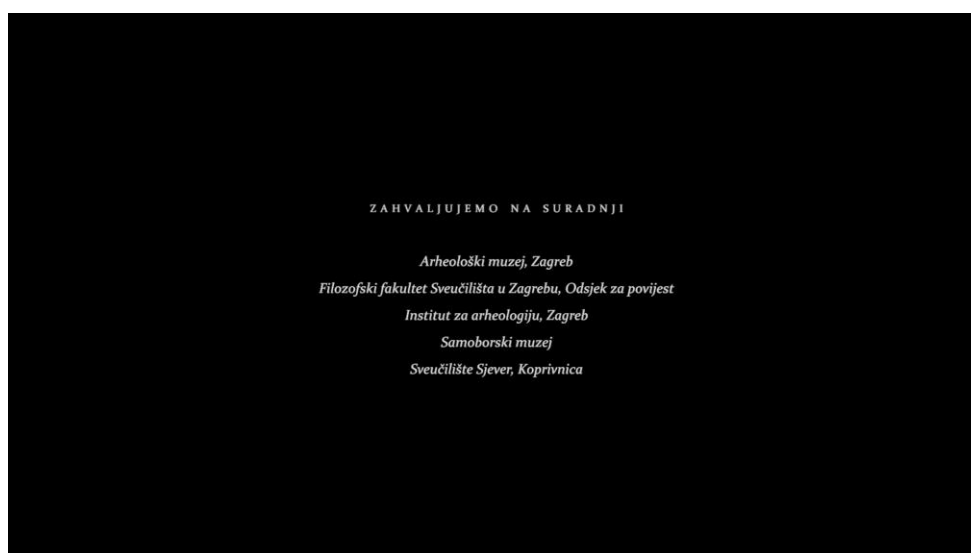 ZAHVALJUJEMO NA SURADNJI
Arheološki muzej, Zagreb
Filozofski fakultet Sveučilišta u Zagrebu, Odsjek za povijest
Institut za arheologiju, Zagreb
Samoborski muzej
Sveučilište Sjever, Koprivnica